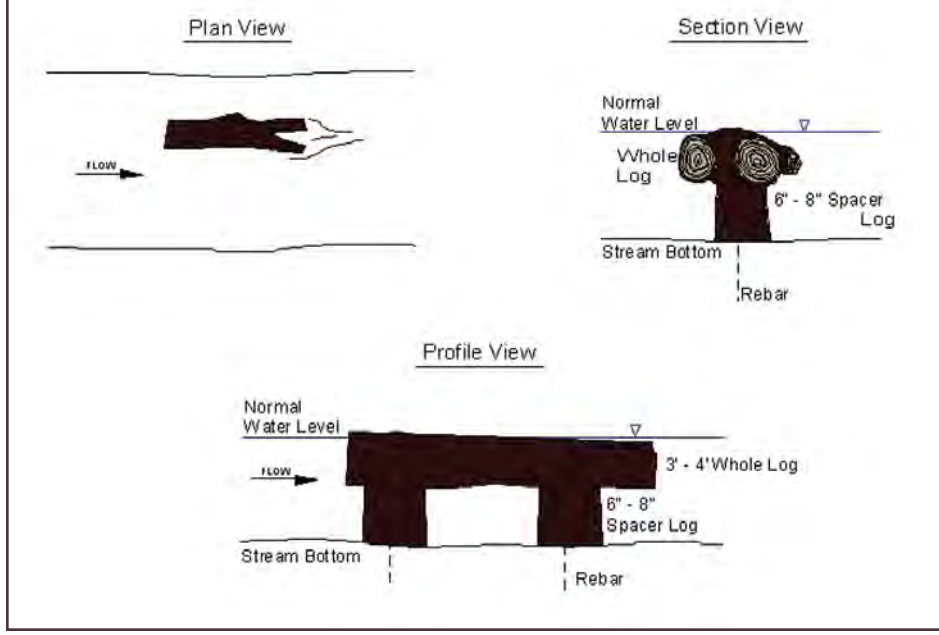 Plan View
FLOW
Section View
Normal
Water Level
Whole
Log
6" - 8" Spacer
Log
Stream Bottom
Rebar
Profile View
Normal
Water Level
FLOW
3' - 4' Whole Log
6" - 8"
Spacer Log
Stream Bottom
Rebar